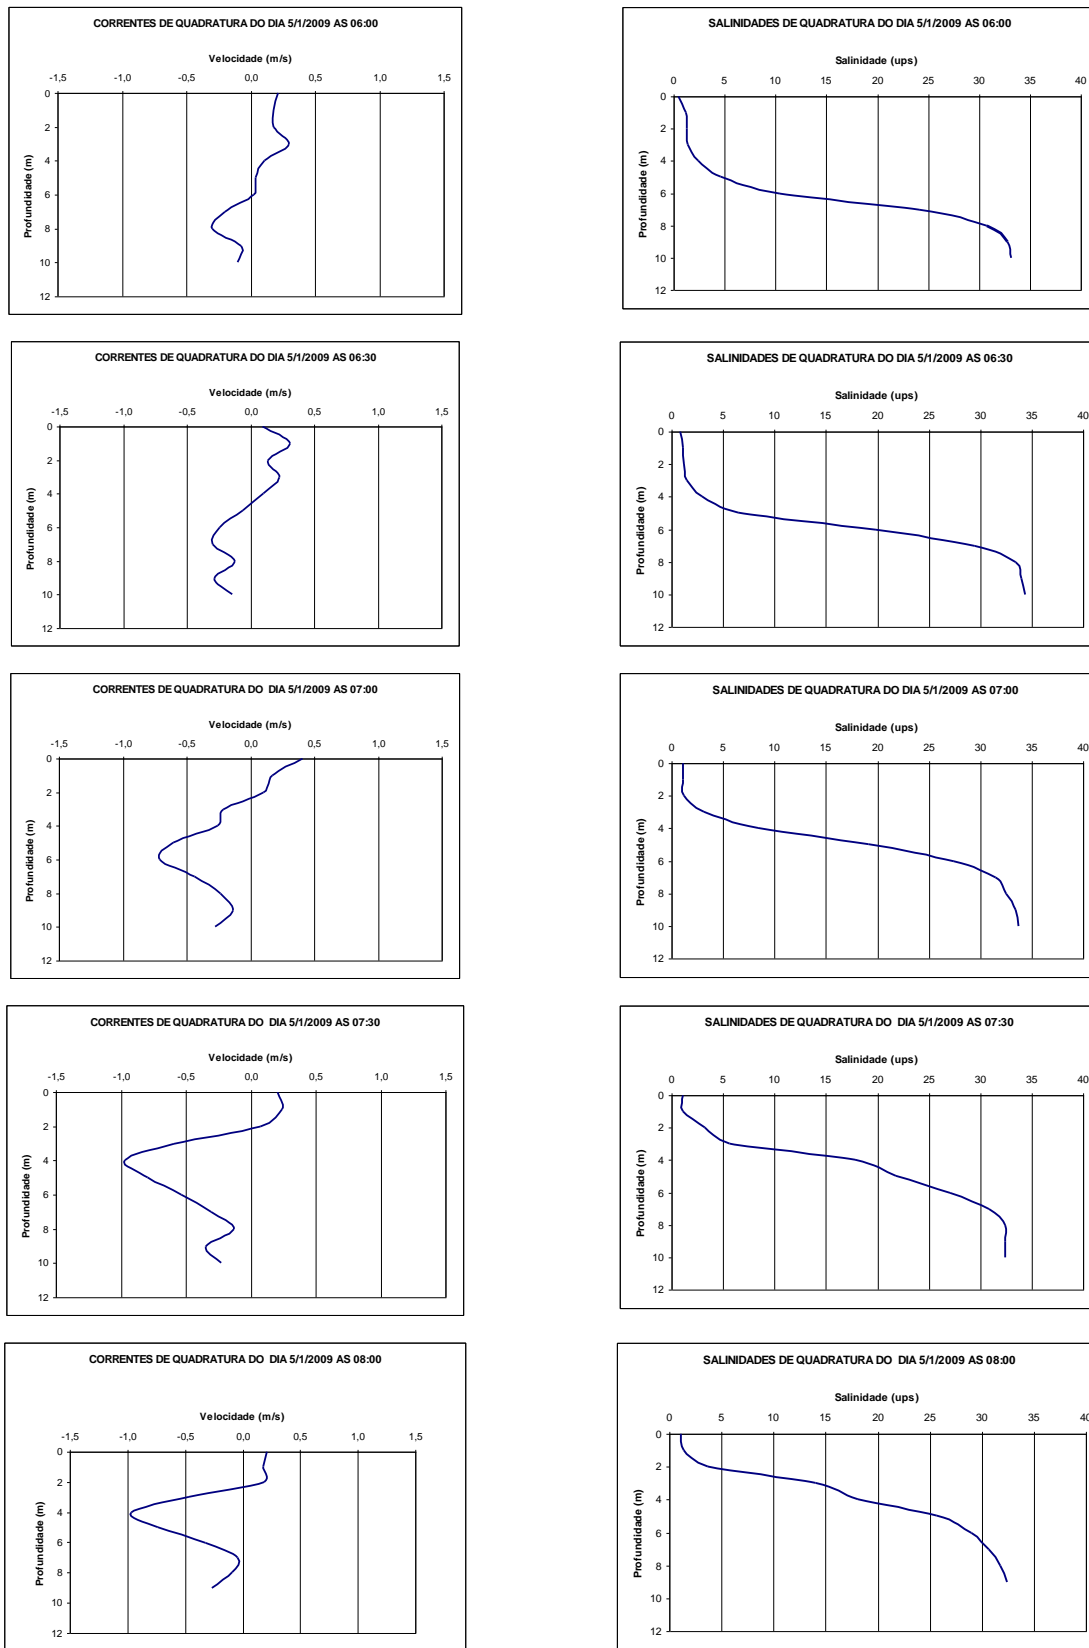 CORRENTES DE QUADRATURA DO DIA 5/1/2009 AS 06:00
Velocidade (m/s)
-1,5 -1,0 -0,5 0,0 0,5 1,0 1,5
0
2
4
6
8
10
12
Profundidade (m)
SALINIDADES DE QUADRATURA DO DIA 5/1/2009 AS 06:00
Salinidade (ups)
0 5 10 15 20 25 30 35 40
0
2
4
6
8
10
12
Profundidade (m)
CORRENTES DE QUADRATURA DO DIA 5/1/2009 AS 06:30
Velocidade (m/s)
-1,5 -1,0 -0,5 0,0 0,5 1,0 1,5
0
2
4
6
8
10
12
Profundidade (m)
SALINIDADES DE QUADRATURA DO DIA 5/1/2009 AS 06:30
Salinidade (ups)
0 5 10 15 20 25 30 35 40
0
2
4
6
8
10
12
Profundidade (m)
CORRENTES DE QUADRATURA DO DIA 5/1/2009 AS 07:00
Velocidade (m/s)
-1,5 -1,0 -0,5 0,0 0,5 1,0 1,5
0
2
4
6
8
10
12
Profundidade (m)
SALINIDADES DE QUADRATURA DO DIA 5/1/2009 AS 07:00
Salinidade (ups)
0 5 10 15 20 25 30 35 40
0
2
4
6
8
10
12
Profundidade (m)
CORRENTES DE QUADRATURA DO DIA 5/1/2009 AS 07:30
Velocidade (m/s)
-1,5 -1,0 -0,5 0,0 0,5 1,0 1,5
0
2
4
6
8
10
12
Profundidade (m)
SALINIDADES DE QUADRATURA DO DIA 5/1/2009 AS 07:30
Salinidade (ups)
0 5 10 15 20 25 30 35 40
0
2
4
6
8
10
12
Profundidade (m)
CORRENTES DE QUADRATURA DO DIA 5/1/2009 AS 08:00
Velocidade (m/s)
-1,5 -1,0 -0,5 0,0 0,5 1,0 1,5
0
2
4
6
8
10
12
Profundidade (m)
SALINIDADES DE QUADRATURA DO DIA 5/1/2009 AS 08:00
Salinidade (ups)
0 5 10 15 20 25 30 35 40
0
2
4
6
8
10
12
Profundidade (m)